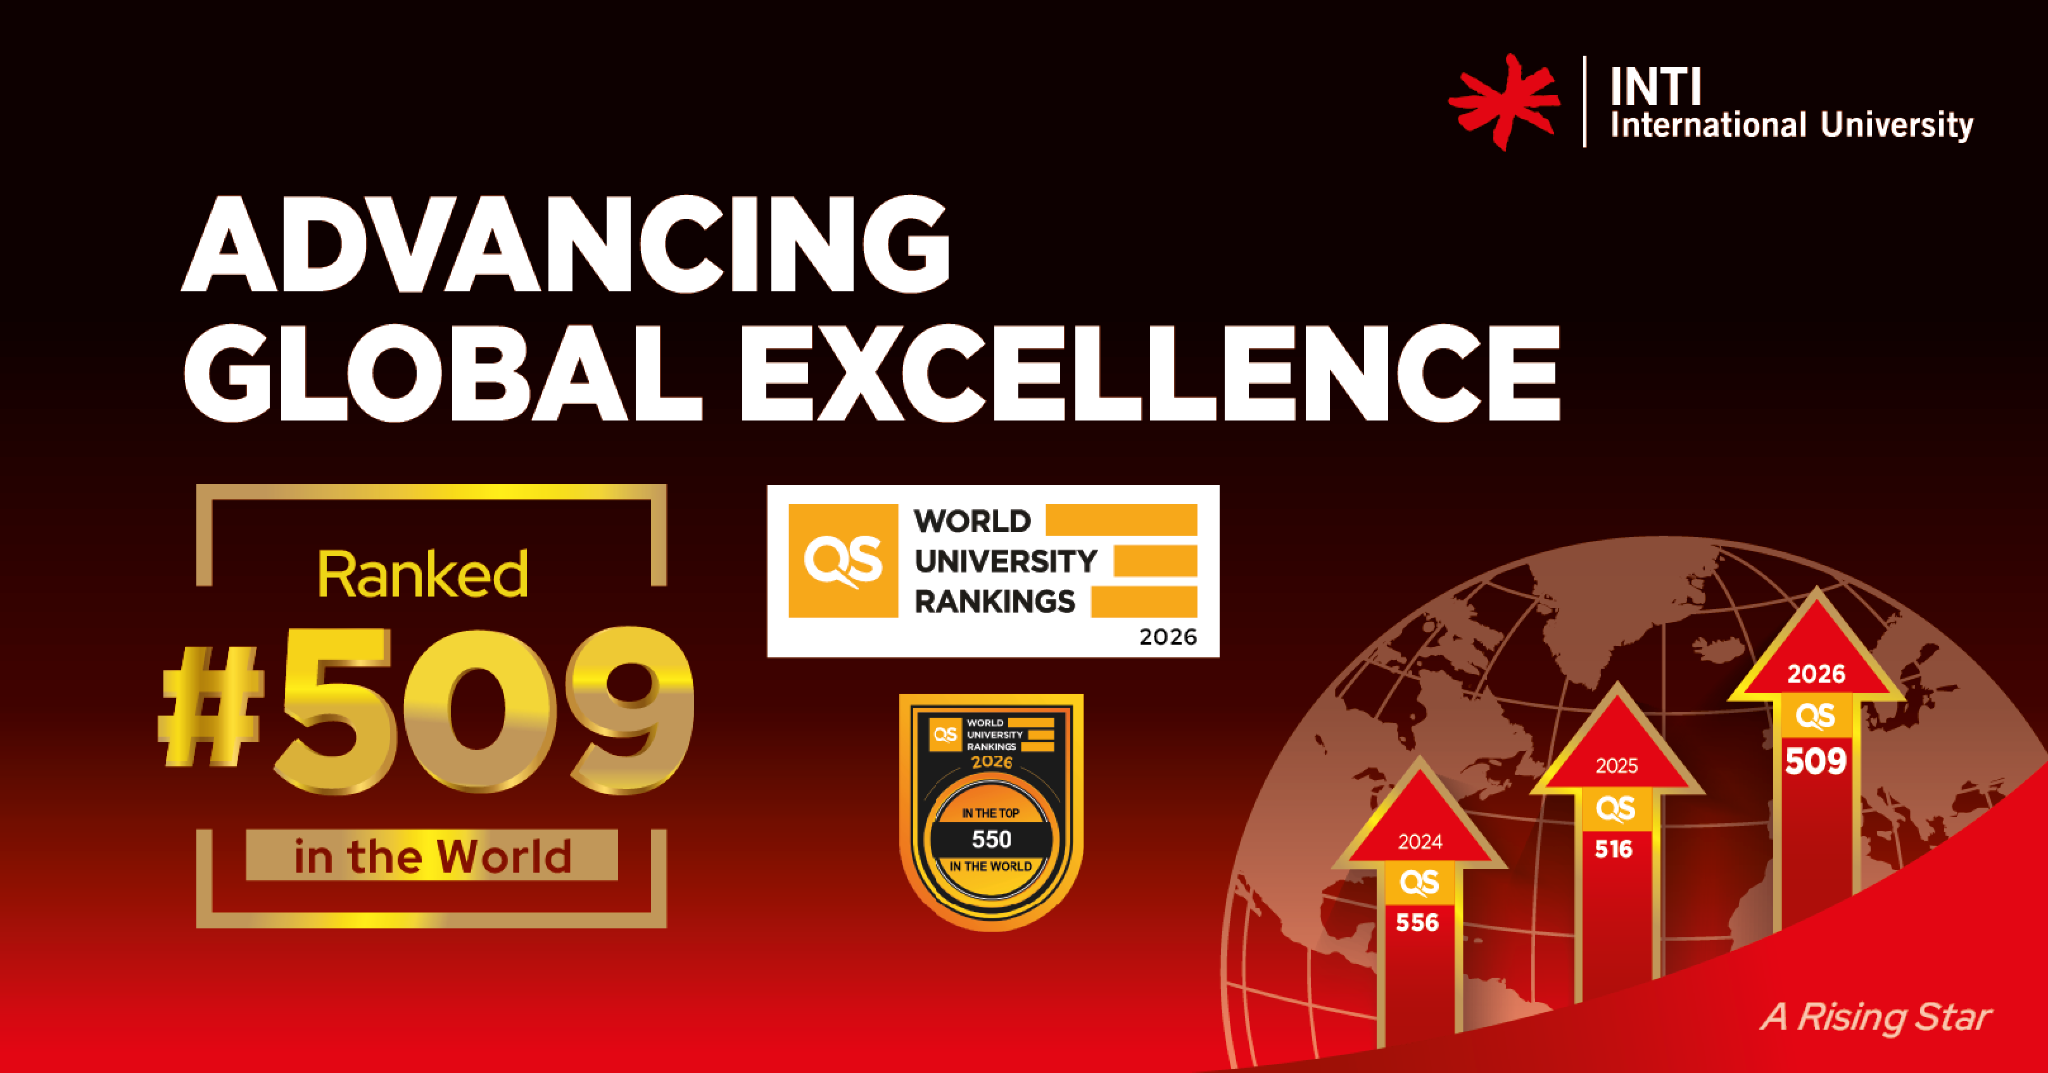 INTI
International University
ADVANCING
GLOBAL EXCELLENCE
Ranked
#509
in the World
QS
WORLD
UNIVERSITY
RANKINGS
2026
QS
WORLD
UNIVERSITY
RANKINGS
2026
IN THE TOP
550
IN THE WORLD
2024
QS
556
2025
QS
516
2026
QS
509
A Rising Star